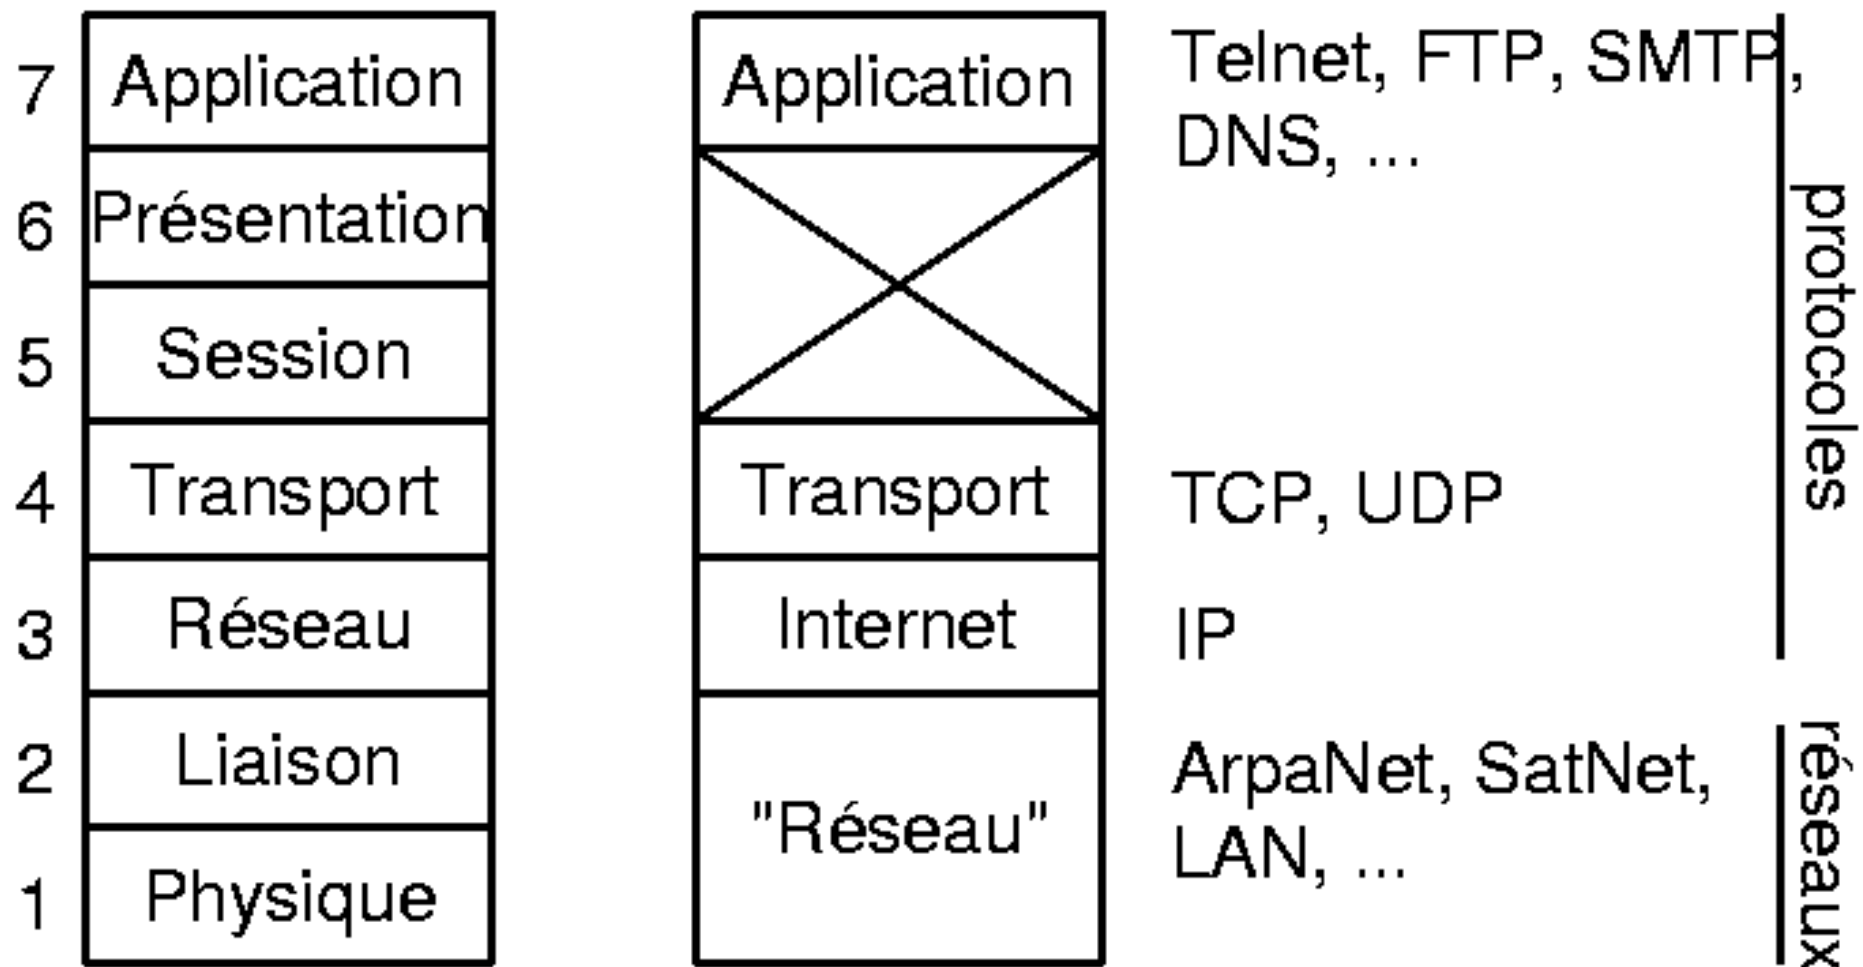 7 Application Application Telnet, FTP, SMTP,
DNS, ...
6 Présentation
5 Session
4 Transport Transport TCP, UDP
3 Réseau Internet IP
2 Liaison ArpaNet, SatNet,
"Réseau" LAN, ...
1 Physique
protocoles
réseaux